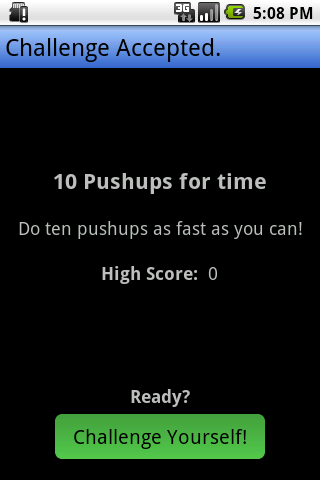 3G 5:08 PM
Challenge Accepted.
10 Pushups for time
Do ten pushups as fast as you can!
High Score: 0
Ready?
Challenge Yourself!